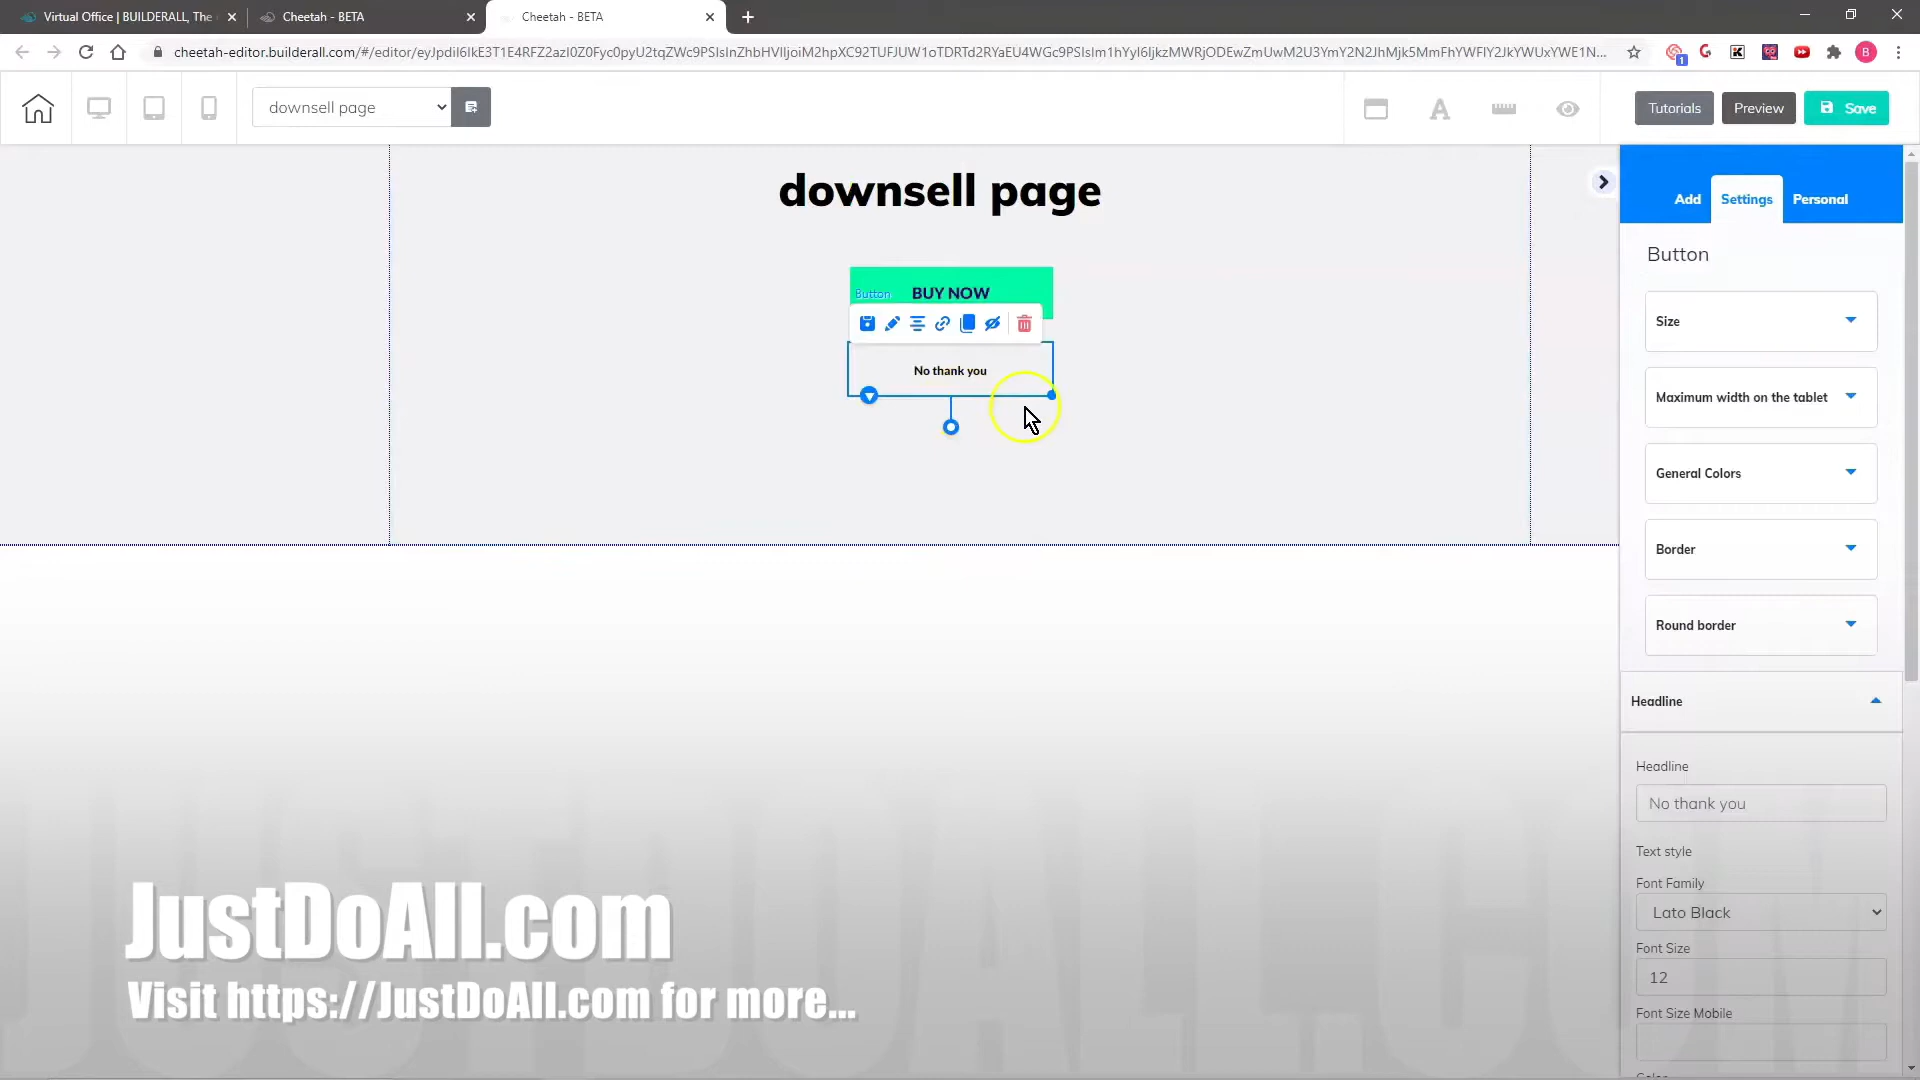 Virtual Office | BUILDERALL, The
Cheetah - BETA
Cheetah - BETA
cheetah-editor.builderall.com/#/editor/eyJpdiI6IkE3T1E4RFZ2azI0Z0Fyc0pyU2tqZWc9PSIsInZhbHVlIjoiM2hpXC92TUFJUW1oTDRTd2RYaEU4WGc9PSIsIm1hYyI6IjkzMWRjODEwZmUwM2U3YmY2N2JhMjk5MmFhYWFlY2JkYWUxYWE1N...
1
B
downsell page
A
Tutorials
Preview
Save
downsell page
Button
BUY NOW
No thank you
Add
Settings
Personal
Button
Size
Maximum width on the tablet
General Colors
Border
Round border
Headline
Headline
No thank you
Text style
Font Family
Lato Black
Font Size
12
Font Size Mobile
JustDoAll.com
Visit https://JustDoAll.com for more...